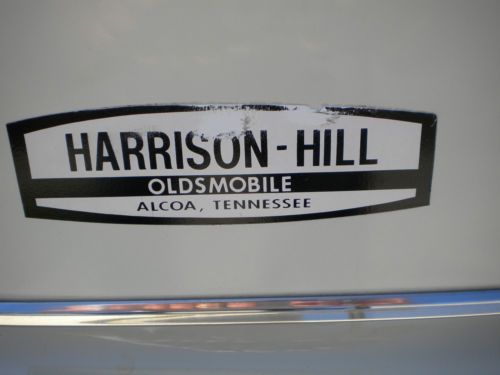 HARRISON-HILL
OLDSMOBILE
ALCOA, TENNESSEE